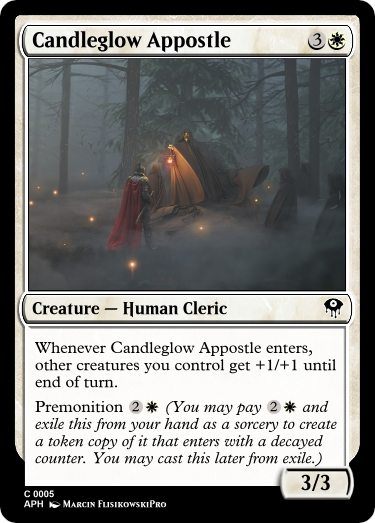 Candleglow Appostle 3
Creature — Human Cleric
Whenever Candleglow Appostle enters,
other creatures you control get +1/+1 until
end of turn.
Premonition 2 (You may pay 2 and
exile this from your hand as a sorcery to create
a token copy of it that enters with a decayed
counter. You may cast this later from exile.)
3/3
C 0005
APH Marcin FlisikowskiPro